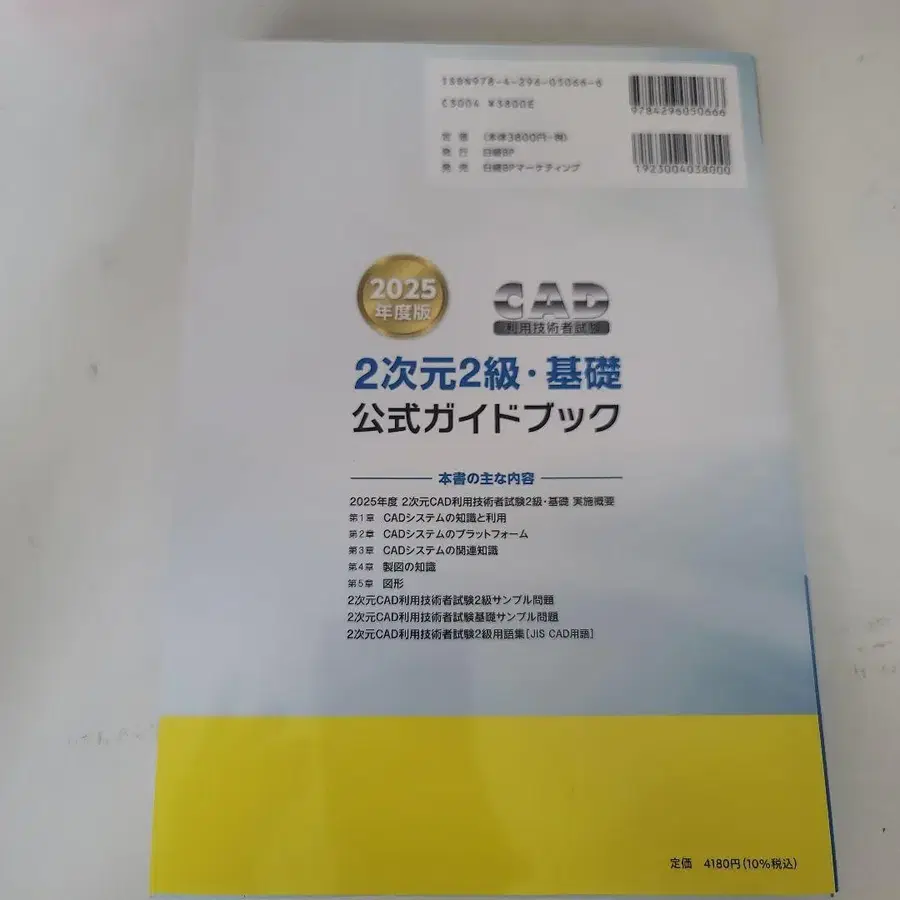 ISBN978-4-296-05066-6
C3004 ¥3800E
9784296050666
定価 (本体3800円+税)
発行 日経BP
発売 日経BPマーケティング
1923004038000
2025
年度版
CAD
利用技術者試験
2次元2級・基礎
公式ガイドブック
本書の主な内容
2025年度 2次元CAD利用技術者試験2級・基礎 実施概要
第1章 CADシステムの知識と利用
第2章 CADシステムのプラットフォーム
第3章 CADシステムの関連知識
第4章 製図の知識
第5章 図形
2次元CAD利用技術者試験2級サンプル問題
2次元CAD利用技術者試験基礎サンプル問題
2次元CAD利用技術者試験2級用語集[JIS CAD用語]
定価 4180円(10%税込)